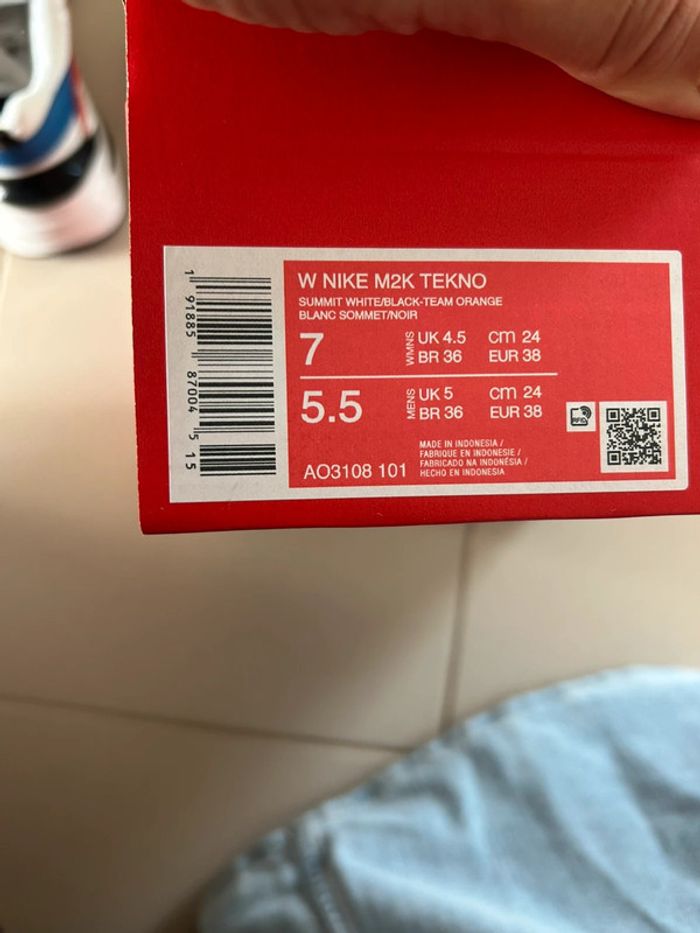 W NIKE M2K TEKNO
SUMMIT WHITE/BLACK-TEAM ORANGE
BLANC SOMMET/NOIR
7 WMNS UK 4.5 cm 24
BR 36 EUR 38
5.5 MENS UK 5 cm 24
BR 36 EUR 38
AO3108 101
MADE IN INDONESIA /
FABRIQUE EN INDONESIE /
FABRICADO NA INDONÉSIA /
HECHO EN INDONESIA
1 91885 87004 5 15